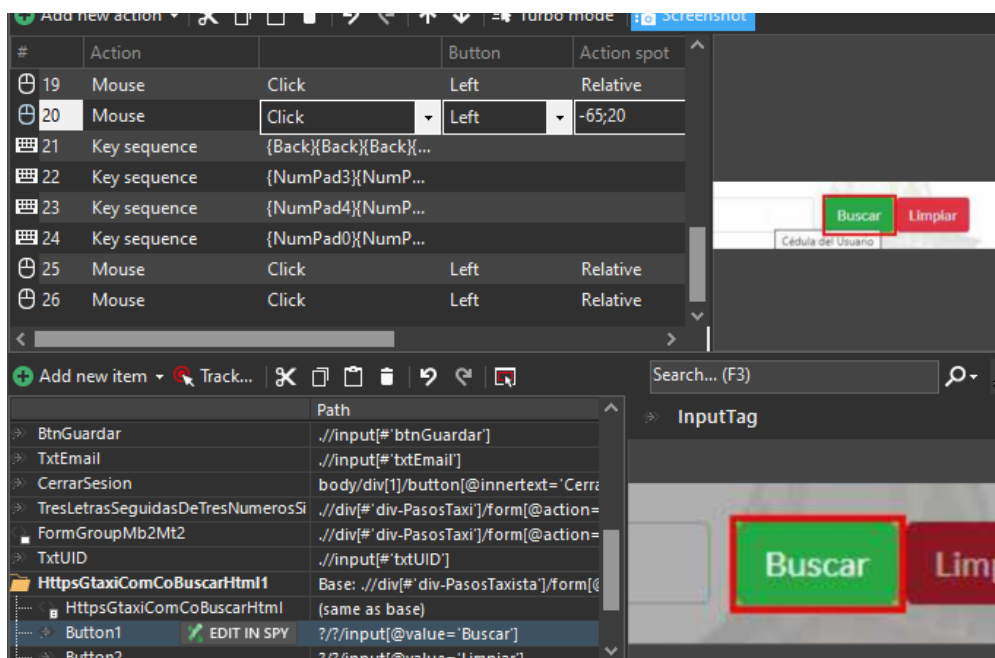 Add new action Turbo mode Screenshot
# Action Button Action spot
19 Mouse Click Left Relative
20 Mouse Click Left -65;20
21 Key sequence {Back}{Back}{Back}{...
22 Key sequence {NumPad3}{NumP...
23 Key sequence {NumPad4}{NumP...
24 Key sequence {NumPad0}{NumP...
25 Mouse Click Left Relative
26 Mouse Click Left Relative
Buscar Limpiar
Cédula del Usuario
Add new item Track... Search... (F3)
Path
InputTag
BtnGuardar .//input[#'btnGuardar']
TxtEmail .//input[#'txtEmail']
CerrarSesion body/div[1]/button[@innertext='Cerra
TresLetrasSeguidasDeTresNumerosSi .//div[#'div-PasosTaxi']/form[@action=
FormGroupMb2Mt2 .//div[#'div-PasosTaxi']/form[@action=
TxtUID .//input[#'txtUID']
HttpsGtaxiComCoBuscarHtml1 Base: .//div[#'div-PasosTaxista']/form[@
HttpsGtaxiComCoBuscarHtml (same as base)
Button1 EDIT IN SPY ?/?/input[@value='Buscar']
Button2 ?/?/input[@value='Limpiar']
Buscar Limp